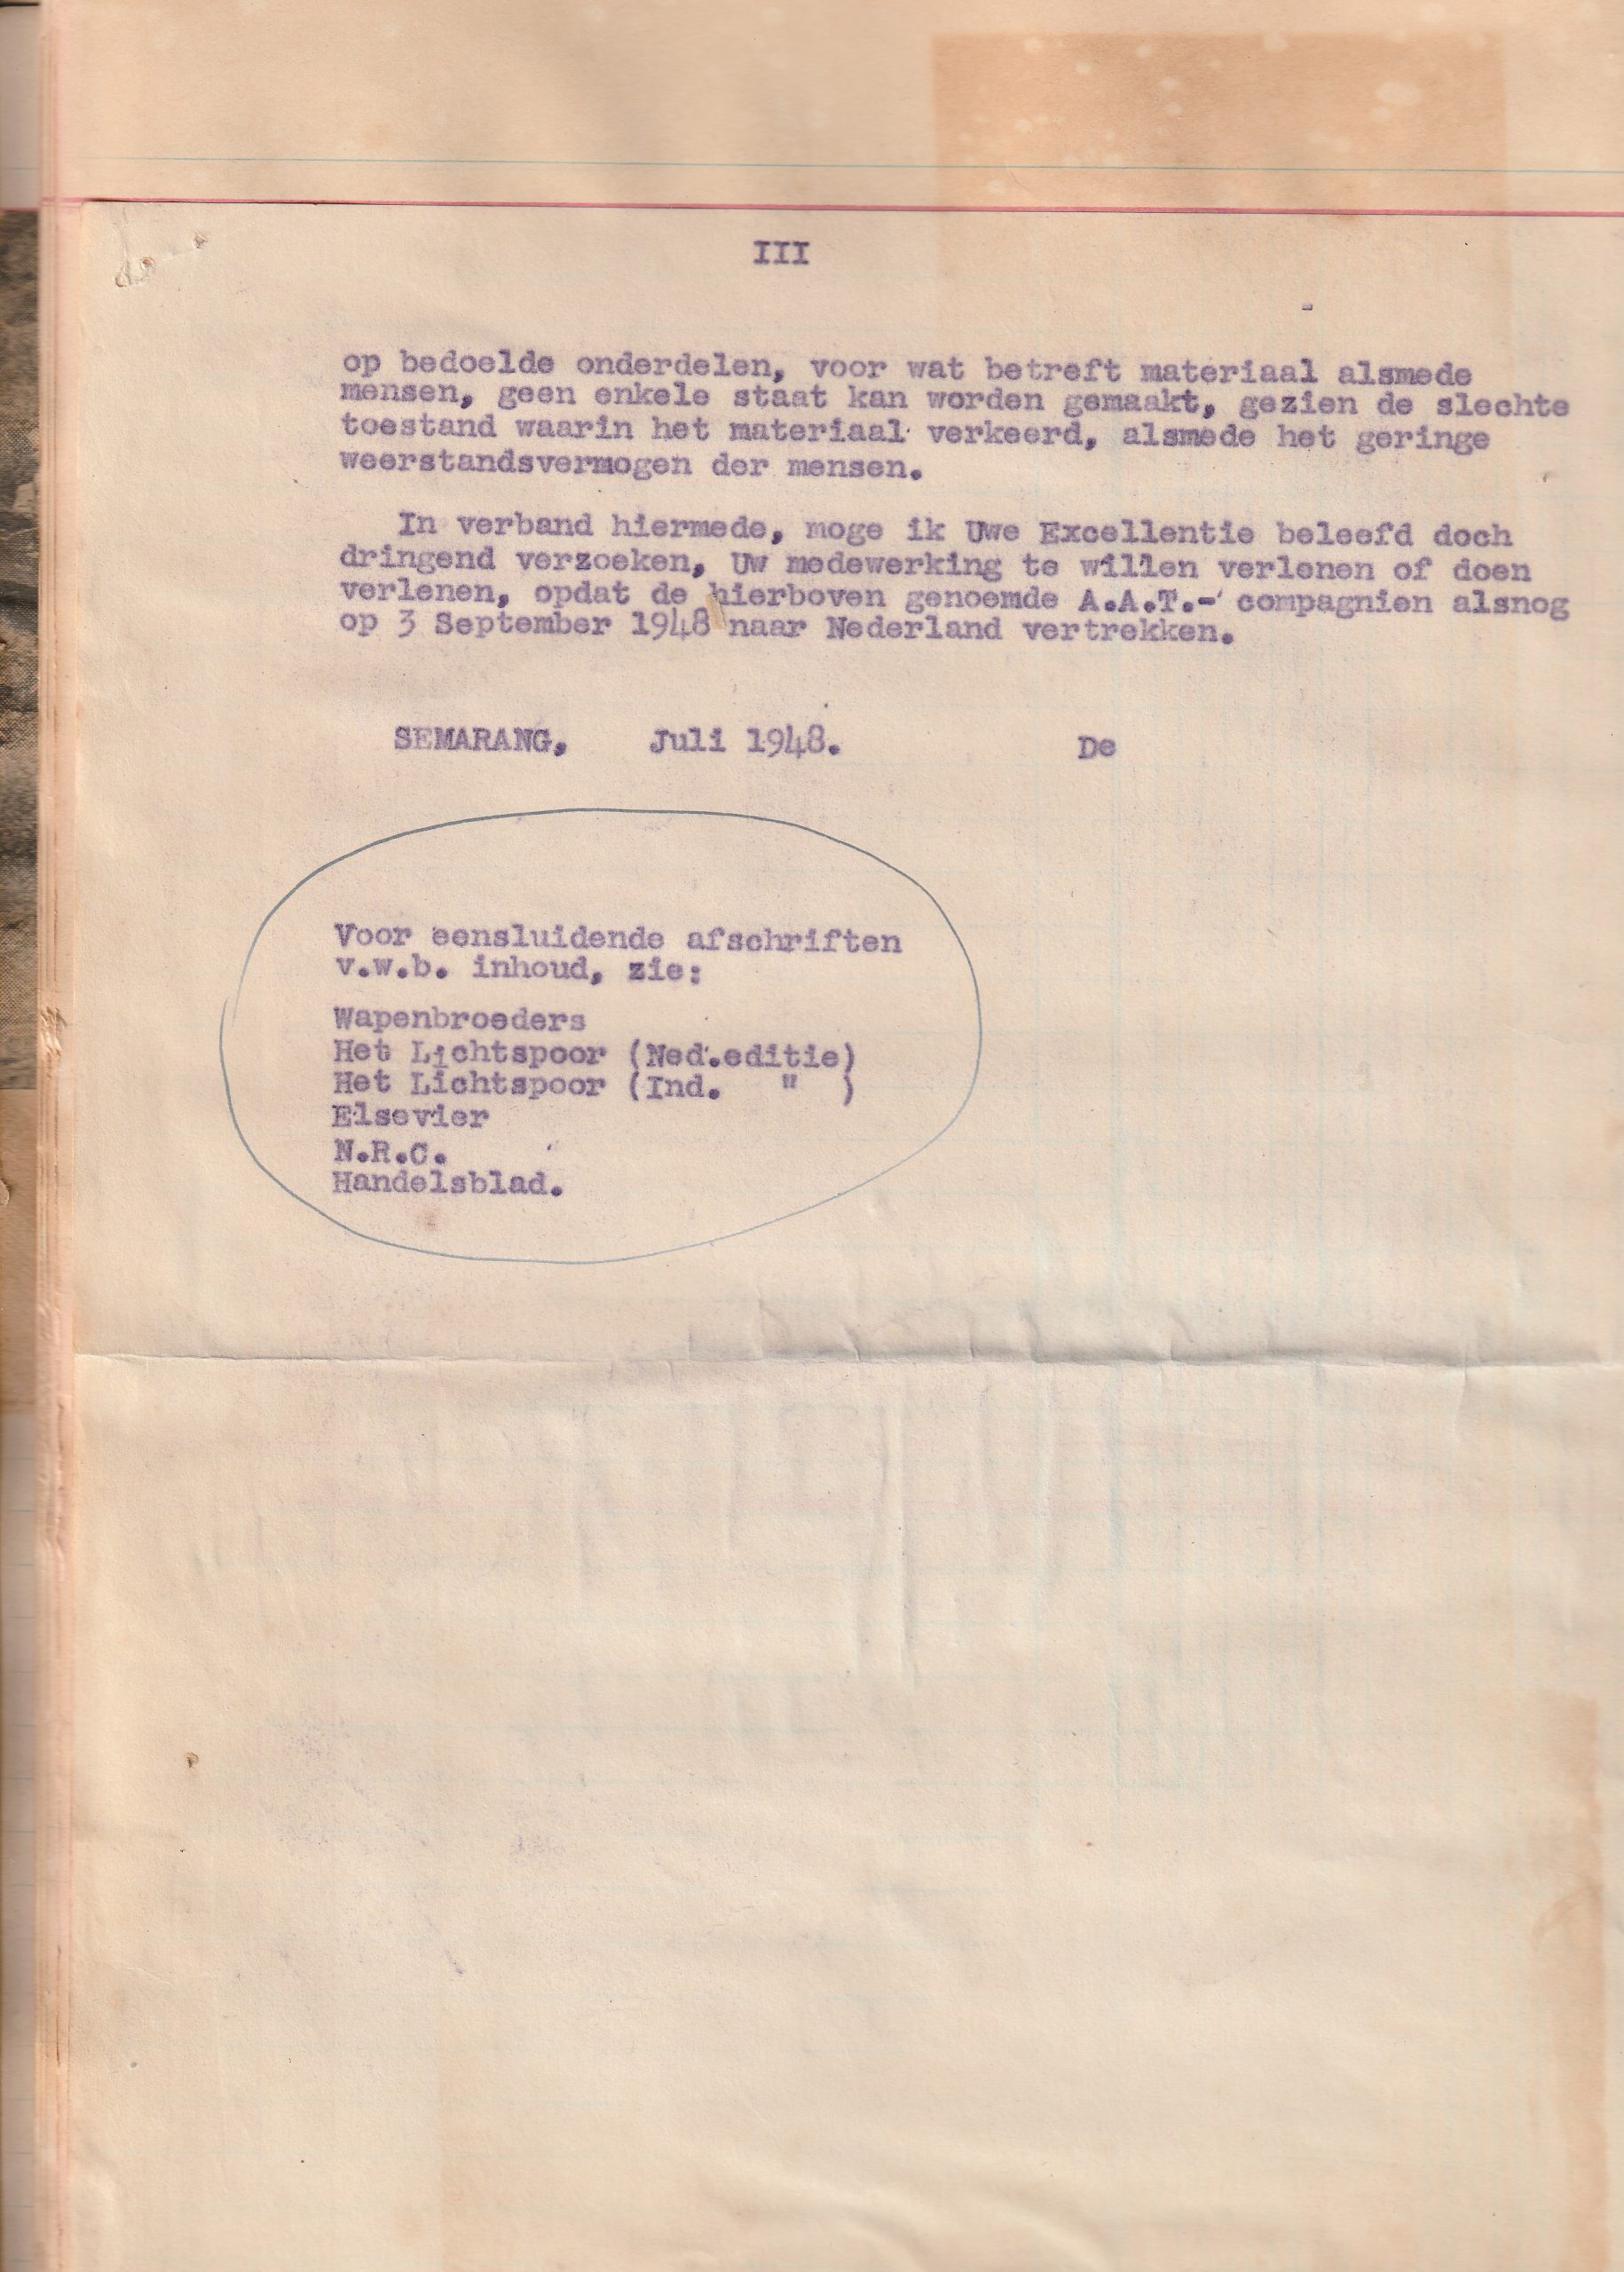 III
op bedoelde onderdelen, voor wat betreft materiaal alsmede
mensen, geen enkele staat kan worden gemaakt, gezien de slechte
toestand waarin het materiaal verkeerd, alsmede het geringe
weerstandsvermogen der mensen.
In verband hiermede, moge ik Uwe Excellentie beleefd doch
dringend verzoeken, Uw medewerking te willen verlenen of doen
verlenen, opdat de hierboven genoemde A.A.T.- compagnien alsnog
op 3 September 1948 naar Nederland vertrekken.
SEMARANG, Juli 1948. De
Voor eensluidende afschriften
v.w.b. inhoud, zie:
Wapenbroeders
Het Lichtspoor (Ned.editie)
Het Lichtspoor (Ind. " )
Elsevier
N.R.C.
Handelsblad.